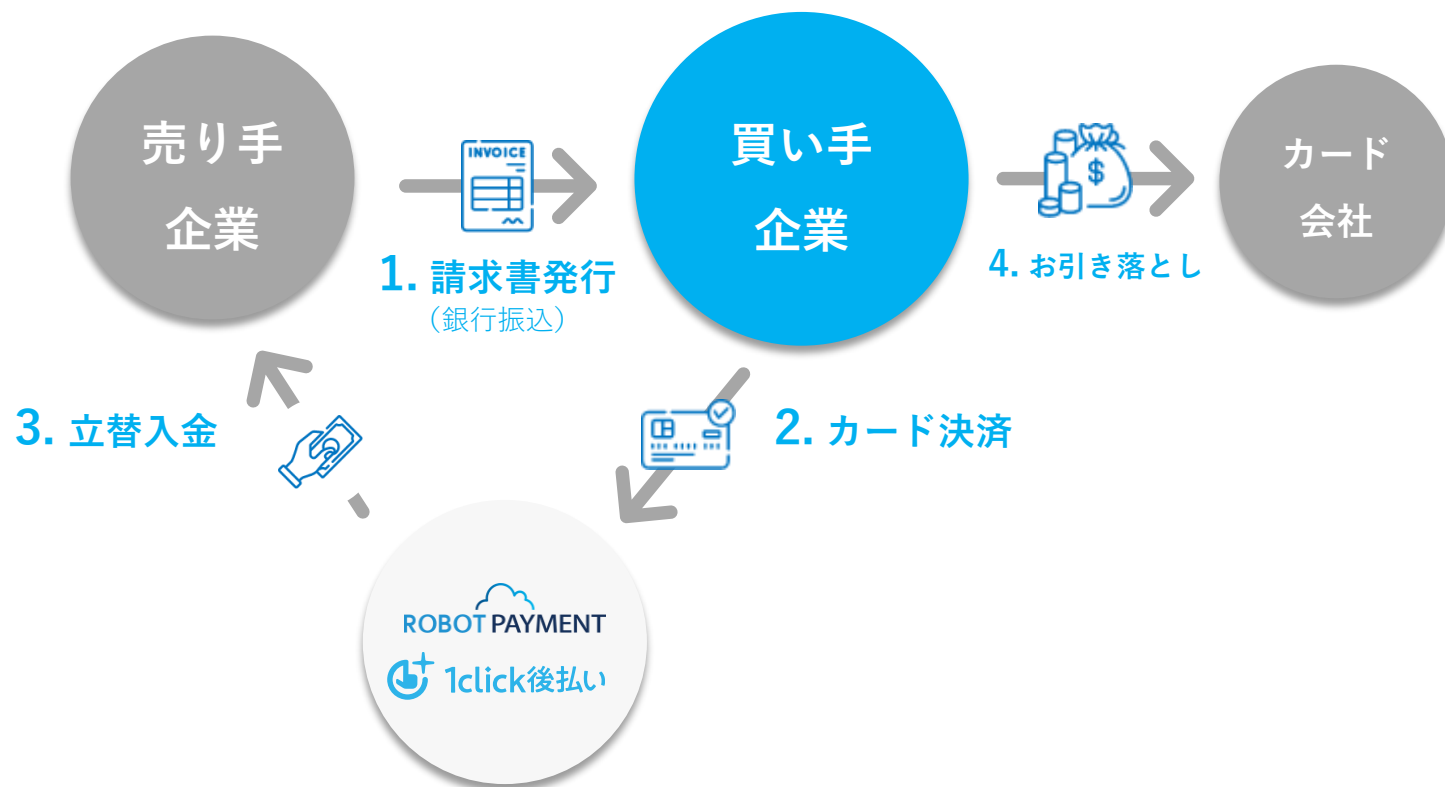 売り手
企業
INVOICE
1. 請求書発行
（銀行振込）
買い手
企業
$
4. お引き落とし
カード
会社
3. 立替入金
2. カード決済
ROBOT PAYMENT
1click後払い